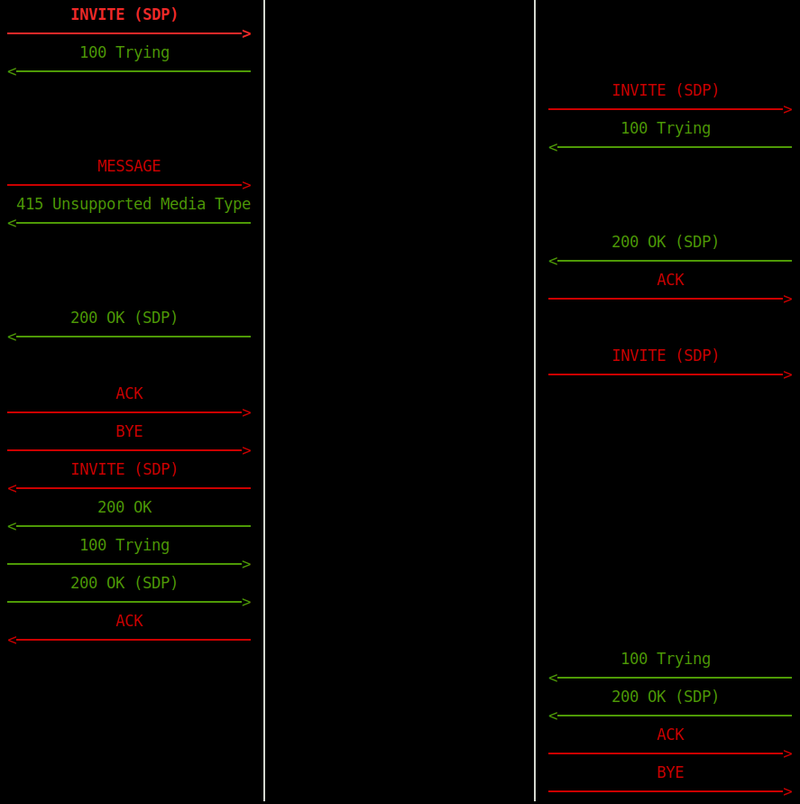 INVITE (SDP)
100 Trying
INVITE (SDP)
100 Trying
MESSAGE
415 Unsupported Media Type
200 OK (SDP)
ACK
200 OK (SDP)
INVITE (SDP)
ACK
BYE
INVITE (SDP)
200 OK
100 Trying
200 OK (SDP)
ACK
100 Trying
200 OK (SDP)
ACK
BYE